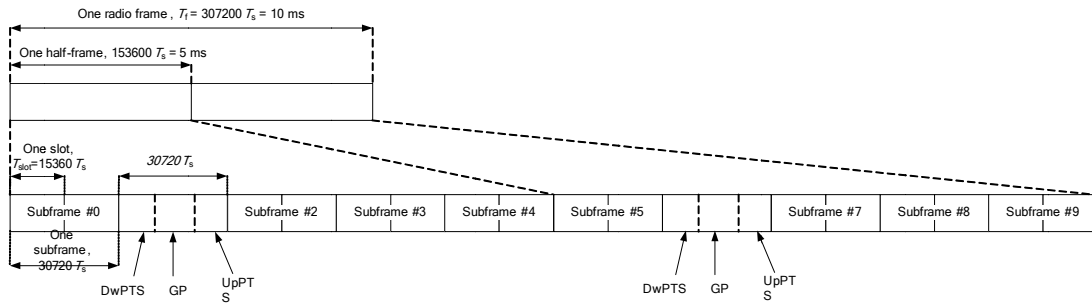 One radio frame , Tf = 307200 Ts = 10 ms
One half-frame, 153600 Ts = 5 ms
One slot,
Tslot=15360 Ts
30720Ts
Subframe #0
Subframe #2
Subframe #3
Subframe #4
Subframe #5
Subframe #7
Subframe #8
Subframe #9
One
subframe ,
30720 Ts
DwPTS
GP
UpPT
S
DwPTS
GP
UpPT
S